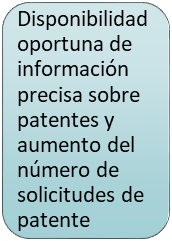 Disponibilidad
oportuna de
información
precisa sobre
patentes y
aumento del
número de
solicitudes de
patente